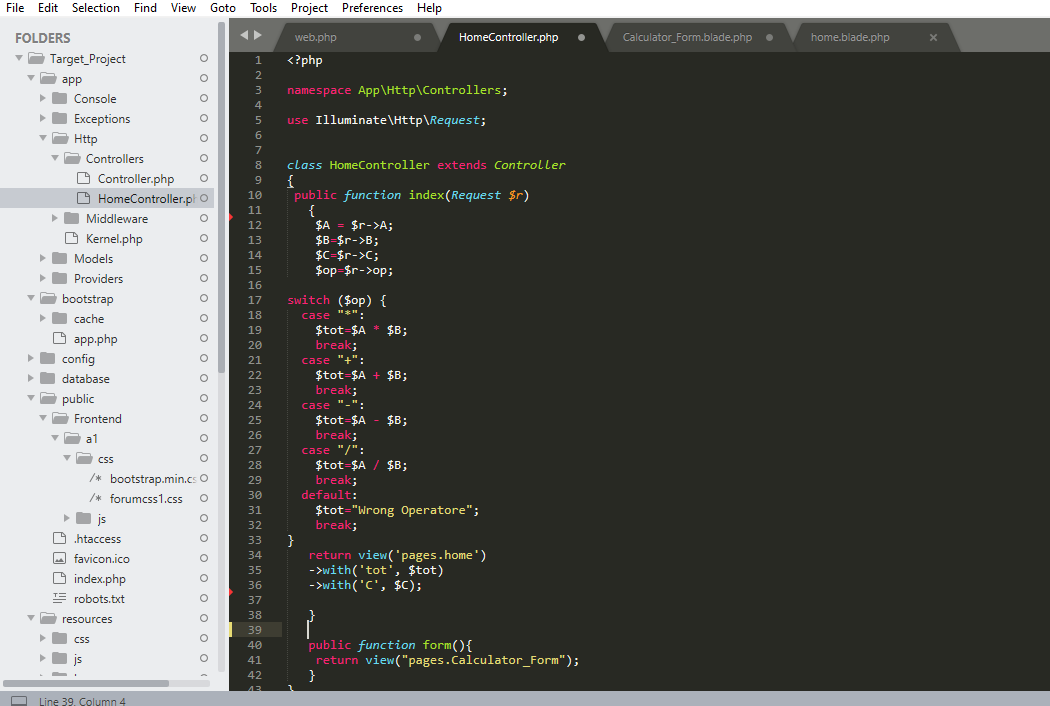 File Edit Selection Find View Goto Tools Project Preferences Help
FOLDERS
Target_Project
app
Console
Exceptions
Http
Controllers
Controller.php
HomeController.pl
Middleware
Kernel.php
Models
Providers
bootstrap
cache
app.php
config
database
public
Frontend
a1
css
/* bootstrap.min.cs
/* forumcss1.css
js
.htaccess
favicon.ico
index.php
robots.txt
resources
css
js
web.php HomeController.php Calculator_Form.blade.php home.blade.php
1 <?php
2
3 namespace App\Http\Controllers;
4
5 use Illuminate\Http\Request;
6
7
8 class HomeController extends Controller
9 {
10 public function index(Request $r)
11 {
12 $A = $r->A;
13 $B=$r->B;
14 $C=$r->C;
15 $op=$r->op;
16
17 switch ($op) {
18 case "*":
19 $tot=$A * $B;
20 break;
21 case "+":
22 $tot=$A + $B;
23 break;
24 case "-":
25 $tot=$A - $B;
26 break;
27 case "/":
28 $tot=$A / $B;
29 break;
30 default:
31 $tot="Wrong Operatore";
32 break;
33 }
34 return view('pages.home')
35 ->with('tot', $tot)
36 ->with('C', $C);
37
38 }
39
40 public function form(){
41 return view("pages.Calculator_Form");
42 }
43 }
Line 39, Column 4